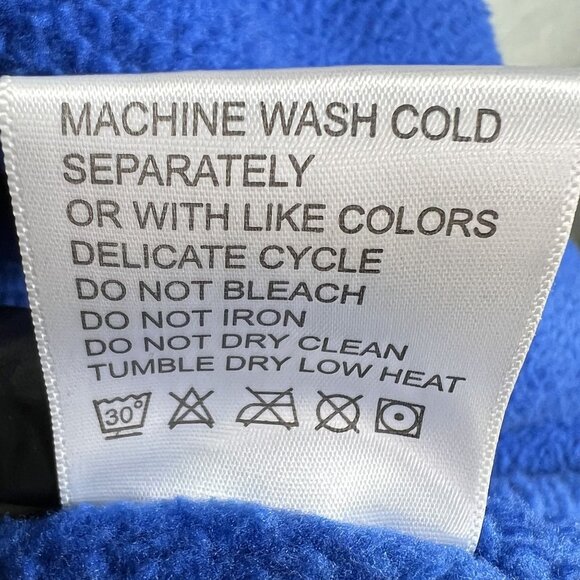 MACHINE WASH COLD
SEPARATELY
OR WITH LIKE COLORS
DELICATE CYCLE
DO NOT BLEACH
DO NOT IRON
DO NOT DRY CLEAN
TUMBLE DRY LOW HEAT
30°